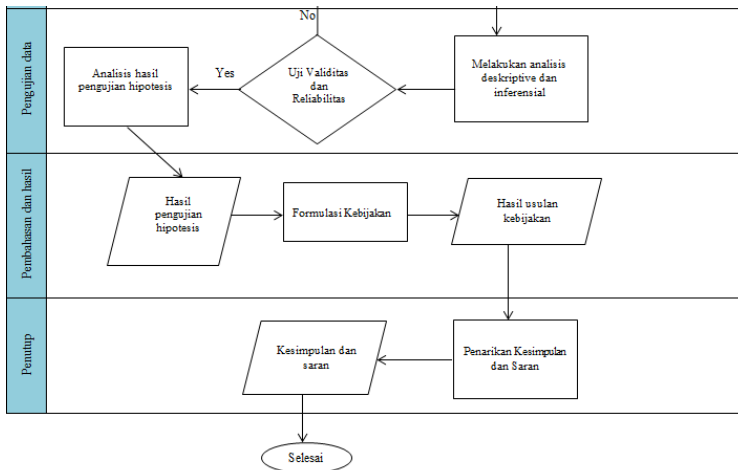 No
Pengujian data
Analisis hasil
pengujian hipotesis
Yes
Uji Validitas
dan
Reliabilitas
Melakukan analisis
deskriptive dan
inferensial
Pembahasan dan hasil
Hasil
pengujian
hipotesis
Formulasi Kebijakan
Hasil usulan
kebijakan
Penutup
Kesimpulan dan
saran
Penarikan Kesimpulan
dan Saran
Selesai